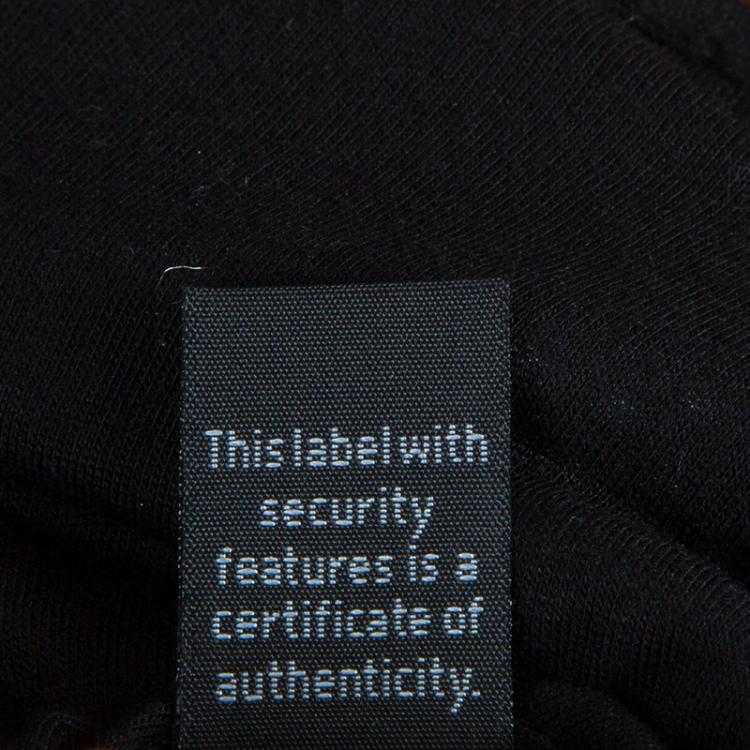 This label with
security
features is a
certificate of
authenticity.